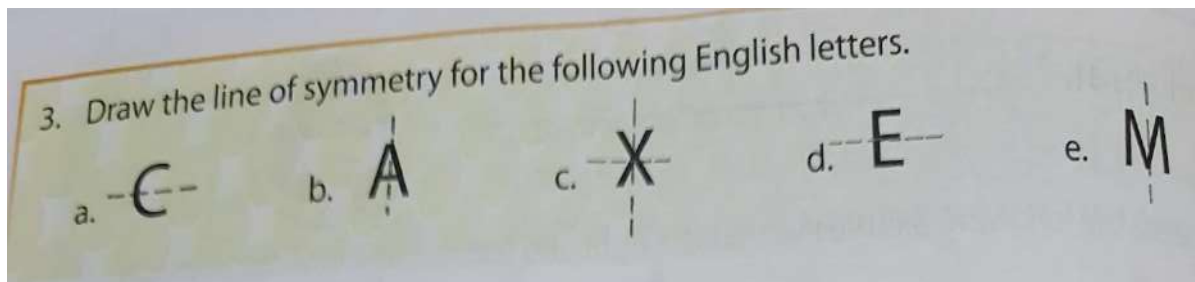 3. Draw the line of symmetry for the following English letters.
a. C b. A c. X d. E e. M